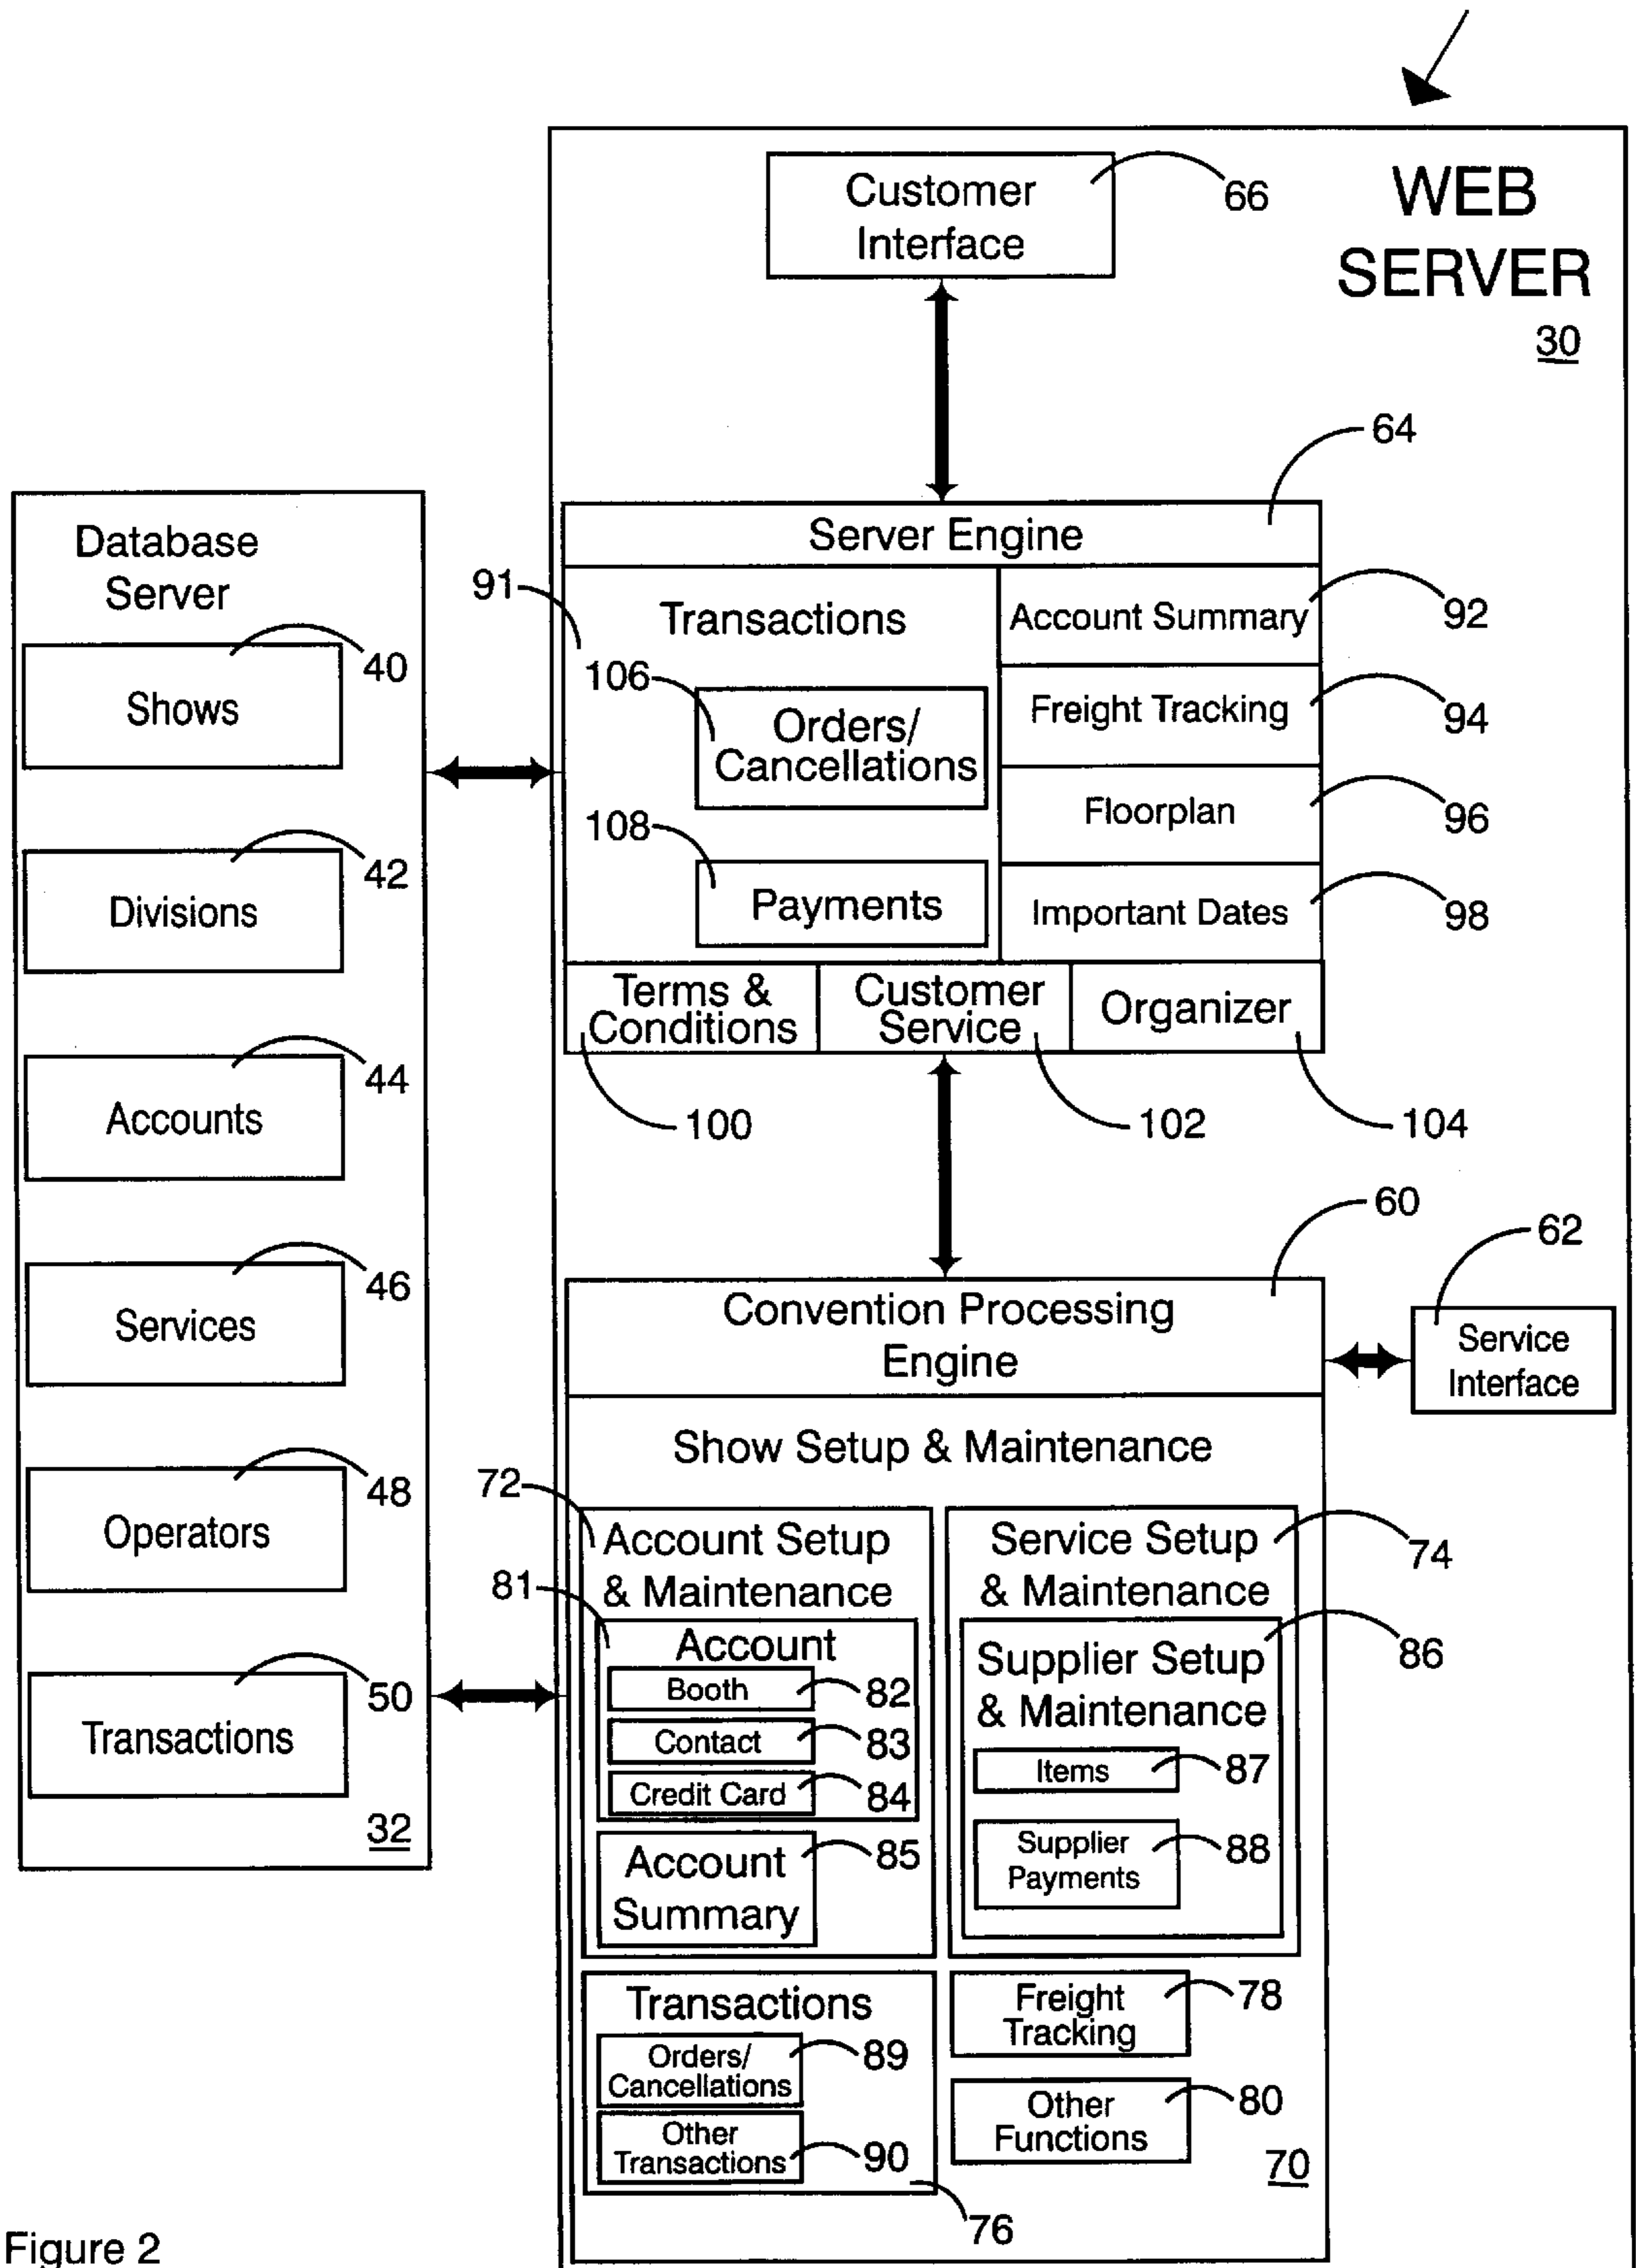 WEB
SERVER
30
Customer
Interface
66
64
Server Engine
91
Transactions
106
Orders/
Cancellations
108
Payments
Account Summary
92
Freight Tracking
94
Floorplan
96
Important Dates
98
Terms &
Conditions
100
Customer
Service
102
Organizer
104
Database
Server
Shows
40
Divisions
42
Accounts
44
Services
46
Operators
48
Transactions
50
32
60
Convention Processing
Engine
62
Service
Interface
Show Setup & Maintenance
72
Account Setup
& Maintenance
81
Account
Booth
82
Contact
83
Credit Card
84
Account
Summary
85
Service Setup
& Maintenance
74
Supplier Setup
& Maintenance
86
Items
87
Supplier
Payments
88
Transactions
Orders/
Cancellations
89
Other
Transactions
90
76
Freight
Tracking
78
Other
Functions
80
70
Figure 2